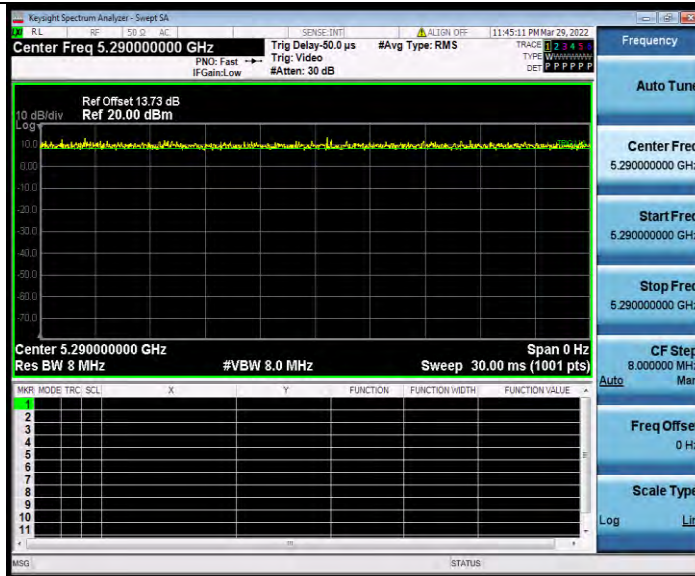 Keysight Spectrum Analyzer - Swept SA
RL RF 50 Ω AC SENSE:INT ALIGN OFF 11:45:11 PM Mar 29, 2022
Center Freq 5.290000000 GHz
PNO: Fast
IFGain:Low
Trig Delay-50.0 µs
Trig: Video
#Atten: 30 dB
#Avg Type: RMS
TRACE 1 2 3 4 5 6
TYPE W
DET P P P P P P
Ref Offset 13.73 dB
10 dB/div Ref 20.00 dBm
Log
10.0
0.00
-10.0
-20.0
-30.0
-40.0
-50.0
-60.0
-70.0
Center 5.290000000 GHz Span 0 Hz
Res BW 8 MHz #VBW 8.0 MHz Sweep 30.00 ms (1001 pts)
MKR MODE TRC SCL X Y FUNCTION FUNCTION WIDTH FUNCTION VALUE
1
2
3
4
5
6
7
8
9
10
11
MSG STATUS
Frequency
Auto Tune
Center Freq
5.290000000 GHz
Start Freq
5.290000000 GHz
Stop Freq
5.290000000 GHz
CF Step
8.000000 MHz
Auto Man
Freq Offset
0 Hz
Scale Type
Log Lin